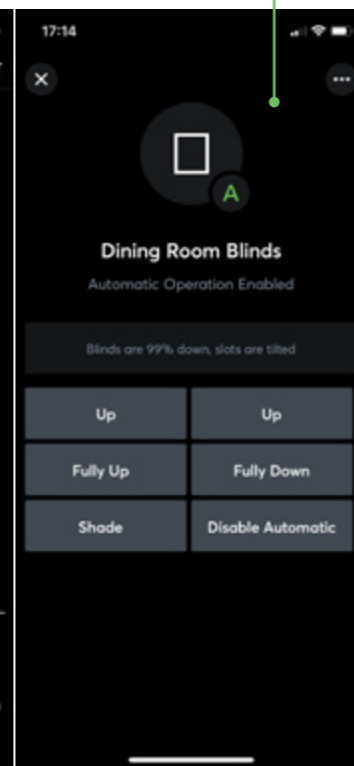 17:14
A
Dining Room Blinds
Automatic Operation Enabled
Blinds are 99% down, slots are tilted
Up Up
Fully Up Fully Down
Shade Disable Automatic